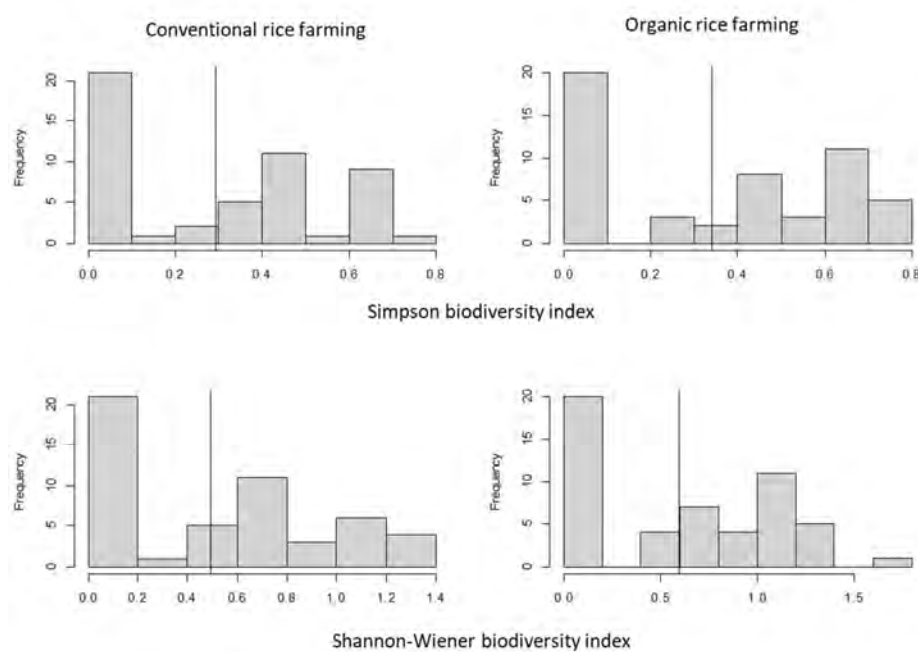 Conventional rice farming
Organic rice farming
Frequency
20
15
10
5
0
0.0 0.2 0.4 0.6 0.8
Frequency
20
15
10
5
0
0.0 0.2 0.4 0.6 0.8
Simpson biodiversity index
Frequency
20
15
10
5
0
0.0 0.2 0.4 0.6 0.8 1.0 1.2 1.4
Frequency
20
15
10
5
0
0.0 0.5 1.0 1.5
Shannon-Wiener biodiversity index